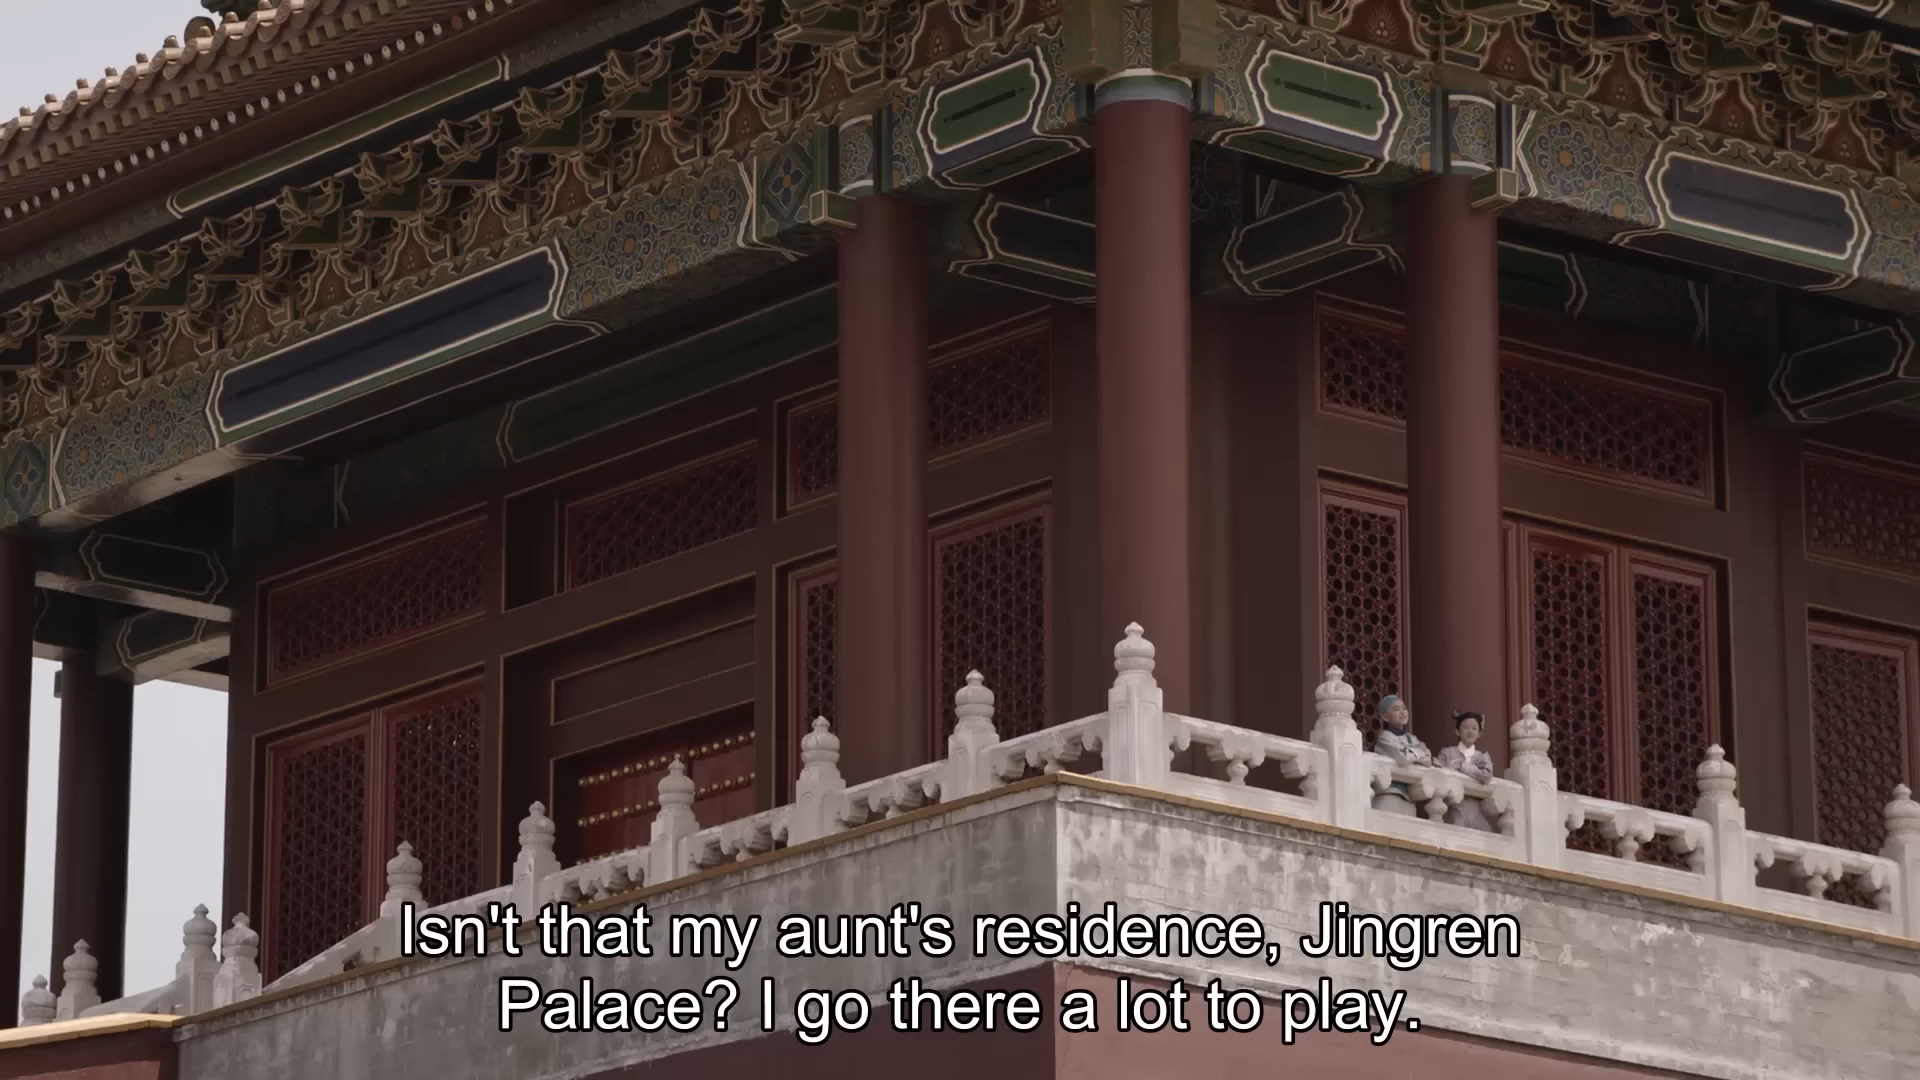 Isn't that my aunt's residence, Jingren
Palace? I go there a lot to play.